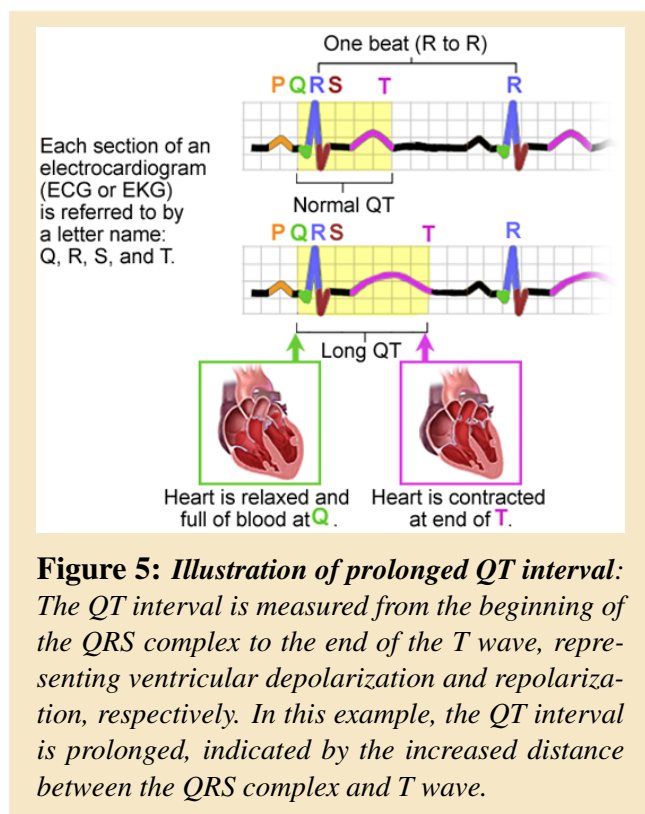 One beat (R to R)
P Q R S T R
Each section of an
electrocardiogram
(ECG or EKG)
is referred to by
a letter name:
Q, R, S, and T.
Normal QT
P Q R S T R
Long QT
Heart is relaxed and
full of blood at Q.
Heart is contracted
at end of T.
Figure 5: Illustration of prolonged QT interval:
The QT interval is measured from the beginning of
the QRS complex to the end of the T wave, repre-
senting ventricular depolarization and repolariza-
tion, respectively. In this example, the QT interval
is prolonged, indicated by the increased distance
between the QRS complex and T wave.